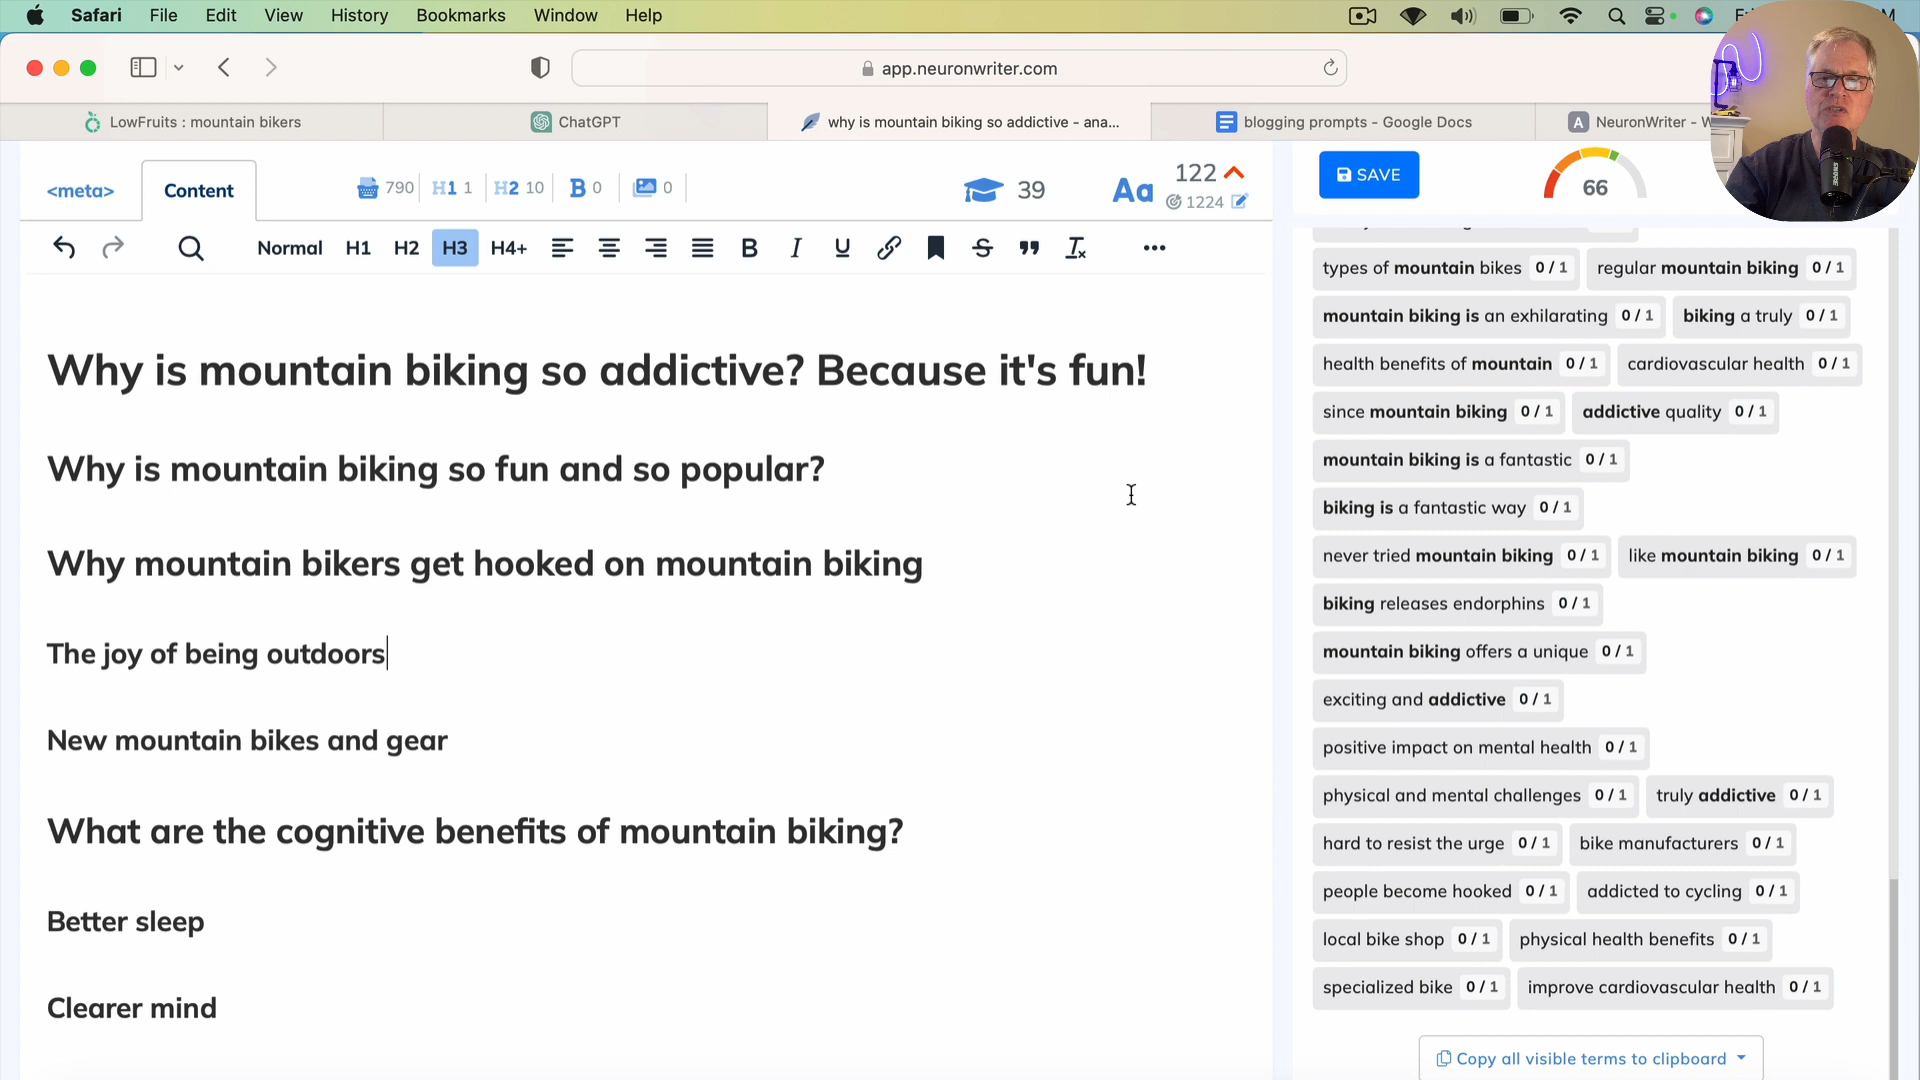 Safari File Edit View History Bookmarks Window Help
app.neuronwriter.com
LowFruits : mountain bikers
ChatGPT
why is mountain biking so addictive - ana...
blogging prompts - Google Docs
A NeuronWriter - W
<meta>
Content
790
H1 1
H2 10
B 0
0
39
Aa
122
1224
SAVE
66
Normal H1 H2 H3 H4+
Why is mountain biking so addictive? Because it's fun!
Why is mountain biking so fun and so popular?
Why mountain bikers get hooked on mountain biking
The joy of being outdoors
New mountain bikes and gear
What are the cognitive benefits of mountain biking?
Better sleep
Clearer mind
types of mountain bikes 0 / 1 regular mountain biking 0 / 1
mountain biking is an exhilarating 0 / 1 biking a truly 0 / 1
health benefits of mountain 0 / 1 cardiovascular health 0 / 1
since mountain biking 0 / 1 addictive quality 0 / 1
mountain biking is a fantastic 0 / 1
biking is a fantastic way 0 / 1
never tried mountain biking 0 / 1 like mountain biking 0 / 1
biking releases endorphins 0 / 1
mountain biking offers a unique 0 / 1
exciting and addictive 0 / 1
positive impact on mental health 0 / 1
physical and mental challenges 0 / 1 truly addictive 0 / 1
hard to resist the urge 0 / 1 bike manufacturers 0 / 1
people become hooked 0 / 1 addicted to cycling 0 / 1
local bike shop 0 / 1 physical health benefits 0 / 1
specialized bike 0 / 1 improve cardiovascular health 0 / 1
Copy all visible terms to clipboard